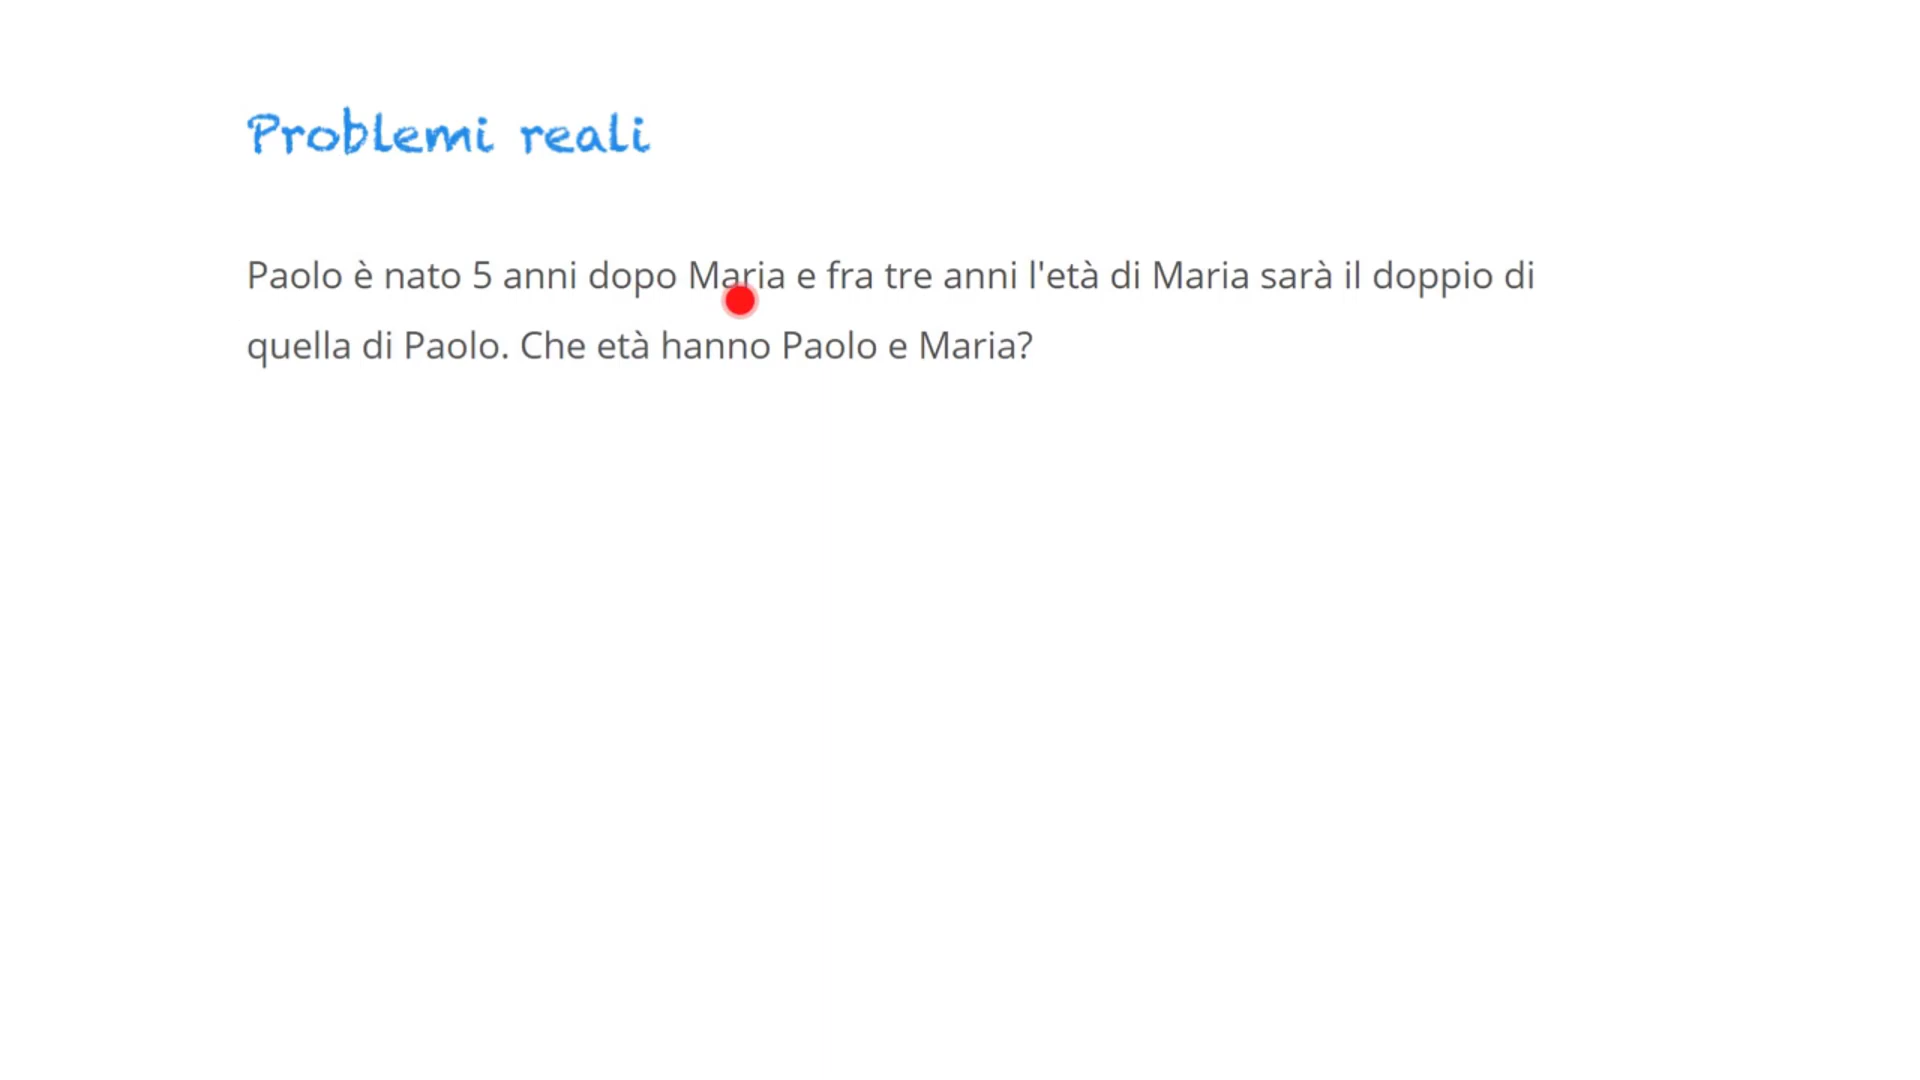 Problemi reali
Paolo è nato 5 anni dopo Maria e fra tre anni l'età di Maria sarà il doppio di
quella di Paolo. Che età hanno Paolo e Maria?